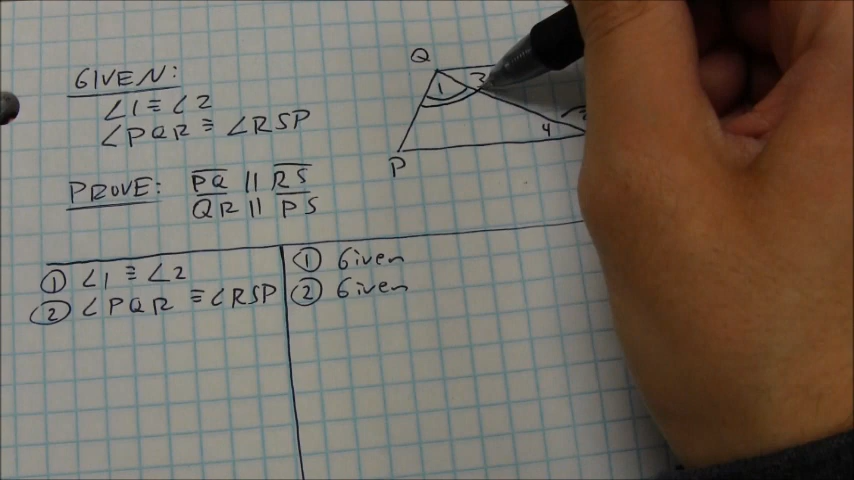 GIVEN:
∠1 ≅ ∠2
∠PQR ≅ ∠RSP
PROVE: PQ || RS
QR || PS
Q
1 3
4
P
① ∠1 ≅ ∠2
② ∠PQR ≅ ∠RSP
① Given
② Given